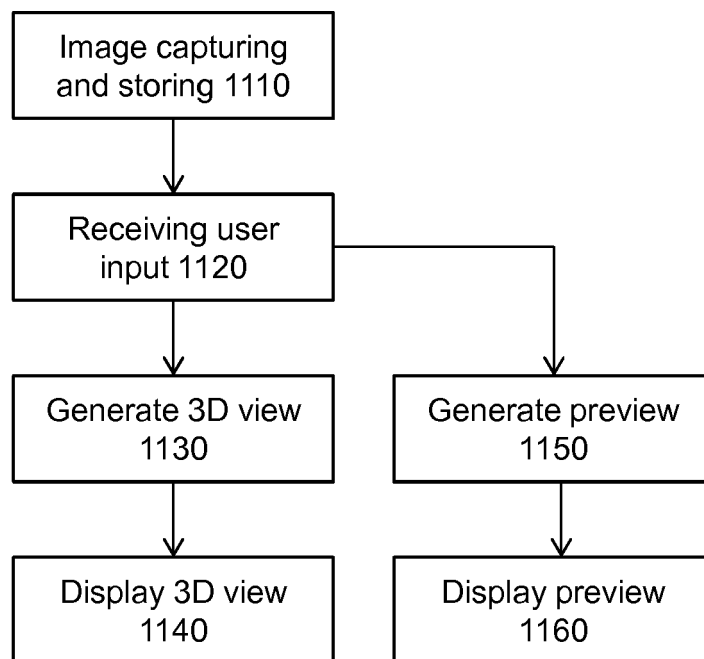 Image capturing
and storing 1110
Receiving user
input 1120
Generate 3D view
1130
Generate preview
1150
Display 3D view
1140
Display preview
1160